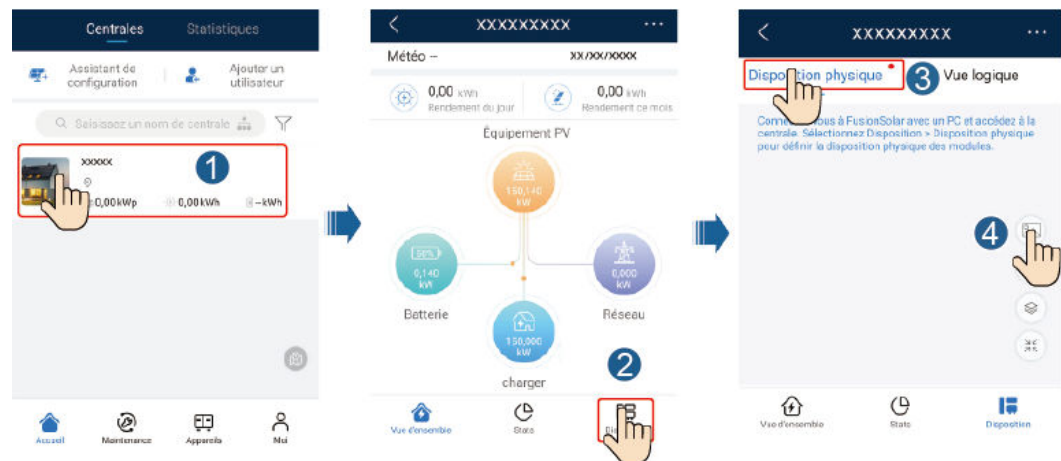 Centrales
Statistiques
Assistant de
configuration
Ajouter un
utilisateur
Saisissez un nom de centrale
xxxxxx
1
0,00kWp
0,00kWh
--kWh
Accueil
Maintenance
Appareils
Moi
XXXXXXXXX
...
Météo --
XX/XX/XXXX
0,00 kWh
Rendement du jour
0,00 kWh
Rendement ce mois
Équipement PV
150,140
kW
50%
0,140
kW
0,000
kW
Batterie
Réseau
150,000
kW
charger
2
Vue d'ensemble
Stats
XXXXXXXXX
...
Disposition physique
3
Vue logique
vous à FusionSolar avec un PC et accédez à la
centrale. Sélectionnez Disposition > Disposition physique
pour définir la disposition physique des modules.
4
Vue d'ensemble
Stats
Disposition